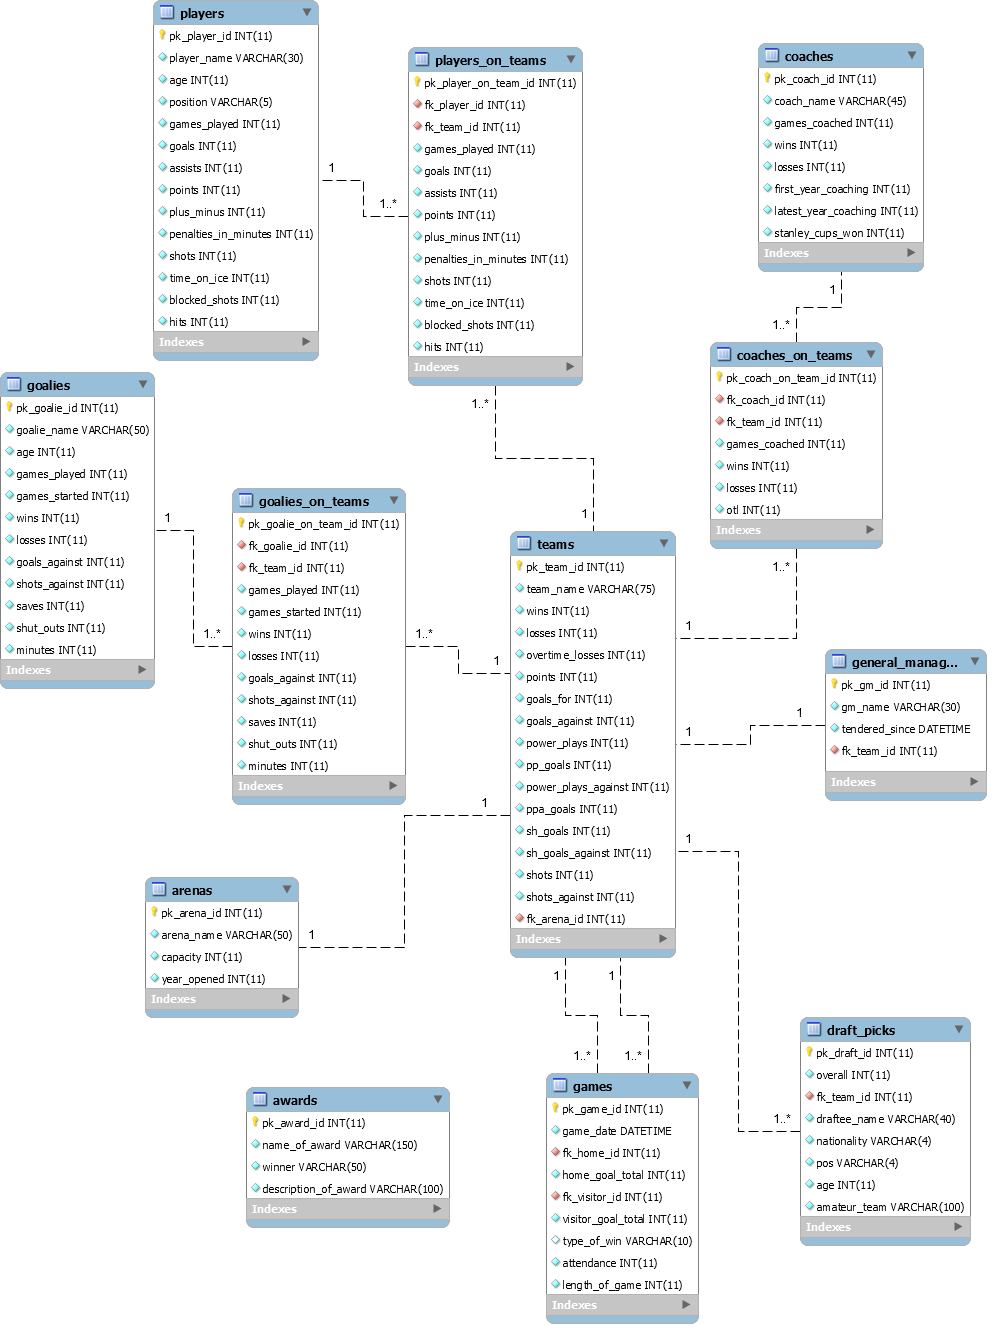 players
pk_player_id INT(11)
player_name VARCHAR(30)
age INT(11)
position VARCHAR(5)
games_played INT(11)
goals INT(11)
assists INT(11)
points INT(11)
plus_minus INT(11)
penalties_in_minutes INT(11)
shots INT(11)
time_on_ice INT(11)
blocked_shots INT(11)
hits INT(11)
Indexes
1
1..*
players_on_teams
pk_player_on_team_id INT(11)
fk_player_id INT(11)
fk_team_id INT(11)
games_played INT(11)
goals INT(11)
assists INT(11)
points INT(11)
plus_minus INT(11)
penalties_in_minutes INT(11)
shots INT(11)
time_on_ice INT(11)
blocked_shots INT(11)
hits INT(11)
Indexes
1..*
1
coaches
pk_coach_id INT(11)
coach_name VARCHAR(45)
games_coached INT(11)
wins INT(11)
losses INT(11)
first_year_coaching INT(11)
latest_year_coaching INT(11)
stanley_cups_won INT(11)
Indexes
1
1..*
coaches_on_teams
pk_coach_on_team_id INT(11)
fk_coach_id INT(11)
fk_team_id INT(11)
games_coached INT(11)
wins INT(11)
losses INT(11)
otl INT(11)
Indexes
1..*
1
goalies
pk_goalie_id INT(11)
goalie_name VARCHAR(50)
age INT(11)
games_played INT(11)
games_started INT(11)
wins INT(11)
losses INT(11)
goals_against INT(11)
shots_against INT(11)
saves INT(11)
shut_outs INT(11)
minutes INT(11)
Indexes
1
1..*
goalies_on_teams
pk_goalie_on_team_id INT(11)
fk_goalie_id INT(11)
fk_team_id INT(11)
games_played INT(11)
games_started INT(11)
wins INT(11)
losses INT(11)
goals_against INT(11)
shots_against INT(11)
saves INT(11)
shut_outs INT(11)
minutes INT(11)
Indexes
1..*
1
teams
pk_team_id INT(11)
team_name VARCHAR(75)
wins INT(11)
losses INT(11)
overtime_losses INT(11)
points INT(11)
goals_for INT(11)
goals_against INT(11)
power_plays INT(11)
pp_goals INT(11)
power_plays_against INT(11)
ppa_goals INT(11)
sh_goals INT(11)
sh_goals_against INT(11)
shots INT(11)
shots_against INT(11)
fk_arena_id INT(11)
Indexes
1
1
general_manag...
pk_gm_id INT(11)
gm_name VARCHAR(30)
tendered_since DATETIME
fk_team_id INT(11)
Indexes
1
1
arenas
pk_arena_id INT(11)
arena_name VARCHAR(50)
capacity INT(11)
year_opened INT(11)
Indexes
1
1..*
draft_picks
pk_draft_id INT(11)
overall INT(11)
fk_team_id INT(11)
draftee_name VARCHAR(40)
nationality VARCHAR(4)
pos VARCHAR(4)
age INT(11)
amateur_team VARCHAR(100)
Indexes
1
1
1..*
1..*
games
pk_game_id INT(11)
game_date DATETIME
fk_home_id INT(11)
home_goal_total INT(11)
fk_visitor_id INT(11)
visitor_goal_total INT(11)
type_of_win VARCHAR(10)
attendance INT(11)
length_of_game INT(11)
Indexes
awards
pk_award_id INT(11)
name_of_award VARCHAR(150)
winner VARCHAR(50)
description_of_award VARCHAR(100)
Indexes